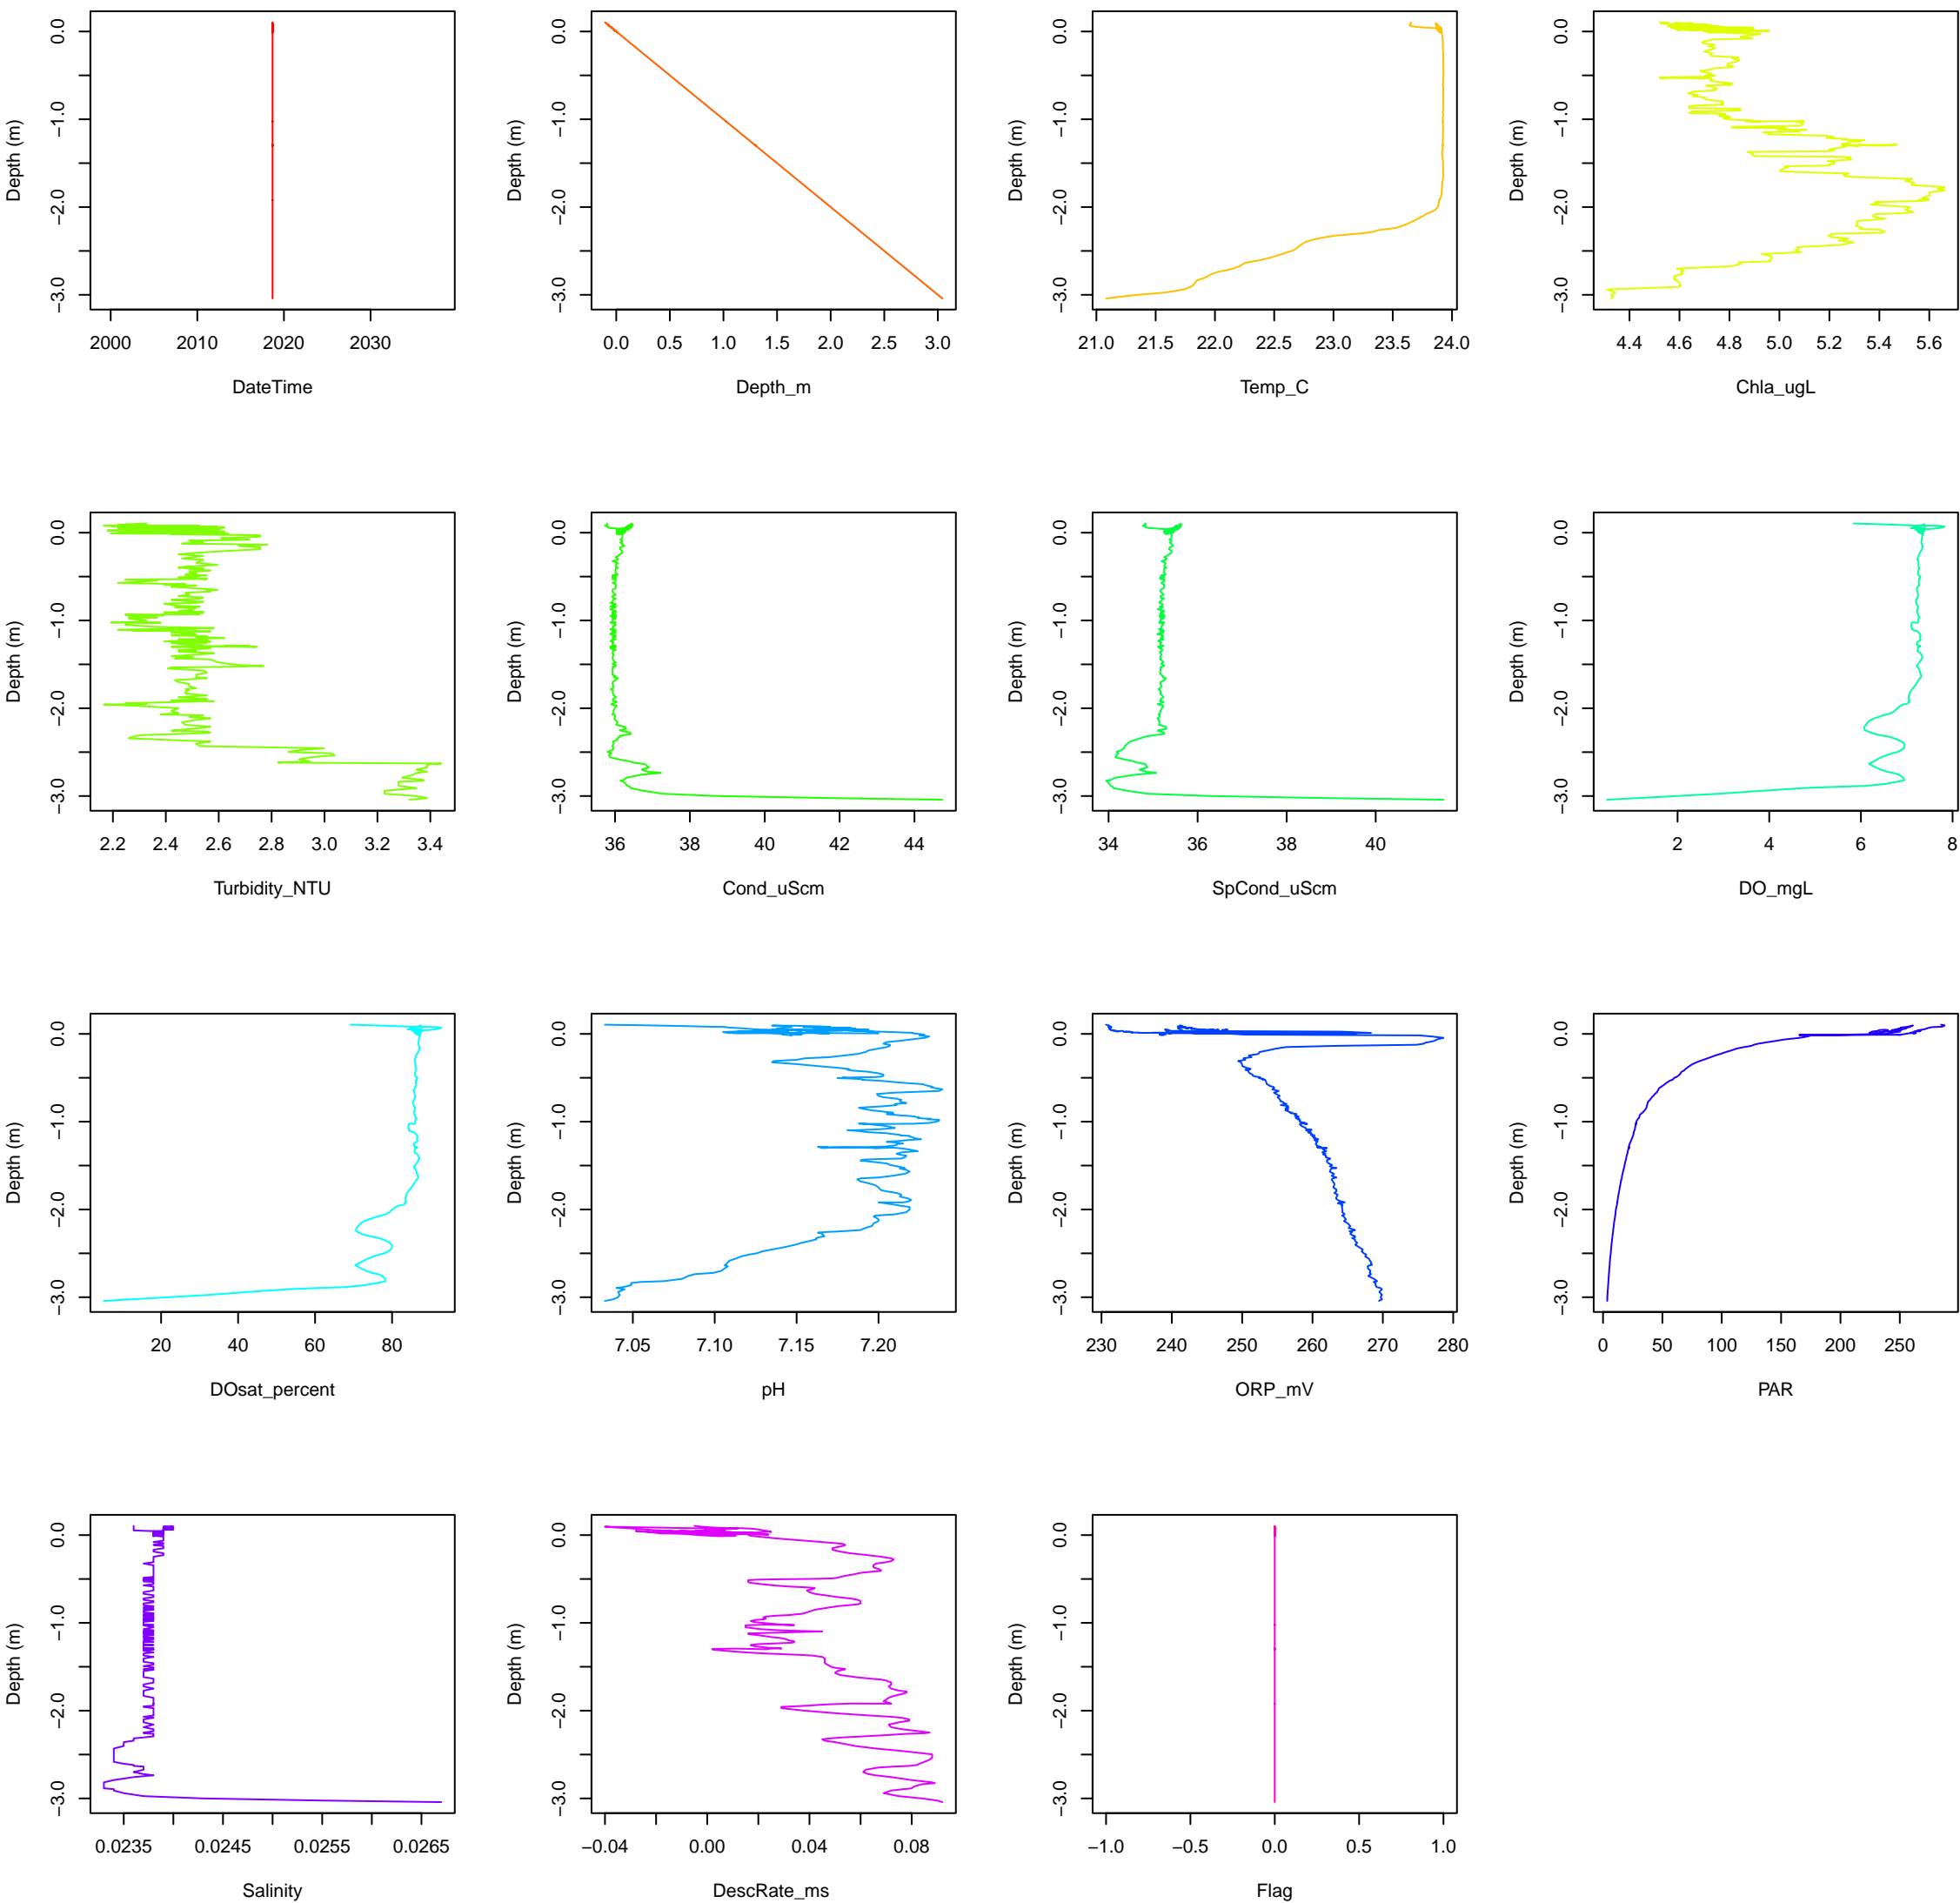 Depth (m)
0.0
−1.0
−2.0
−3.0
2000 2010 2020 2030
DateTime
Depth (m)
0.0
−1.0
−2.0
−3.0
0.0 0.5 1.0 1.5 2.0 2.5 3.0
Depth_m
Depth (m)
0.0
−1.0
−2.0
−3.0
21.0 21.5 22.0 22.5 23.0 23.5 24.0
Temp_C
Depth (m)
0.0
−1.0
−2.0
−3.0
4.4 4.6 4.8 5.0 5.2 5.4 5.6
Chla_ugL
Depth (m)
0.0
−1.0
−2.0
−3.0
2.2 2.4 2.6 2.8 3.0 3.2 3.4
Turbidity_NTU
Depth (m)
0.0
−1.0
−2.0
−3.0
36 38 40 42 44
Cond_uScm
Depth (m)
0.0
−1.0
−2.0
−3.0
34 36 38 40
SpCond_uScm
Depth (m)
0.0
−1.0
−2.0
−3.0
2 4 6 8
DO_mgL
Depth (m)
0.0
−1.0
−2.0
−3.0
20 40 60 80
DOsat_percent
Depth (m)
0.0
−1.0
−2.0
−3.0
7.05 7.10 7.15 7.20
pH
Depth (m)
0.0
−1.0
−2.0
−3.0
230 240 250 260 270 280
ORP_mV
Depth (m)
0.0
−1.0
−2.0
−3.0
0 50 100 150 200 250
PAR
Depth (m)
0.0
−1.0
−2.0
−3.0
0.0235 0.0245 0.0255 0.0265
Salinity
Depth (m)
0.0
−1.0
−2.0
−3.0
−0.04 0.00 0.04 0.08
DescRate_ms
Depth (m)
0.0
−1.0
−2.0
−3.0
−1.0 −0.5 0.0 0.5 1.0
Flag